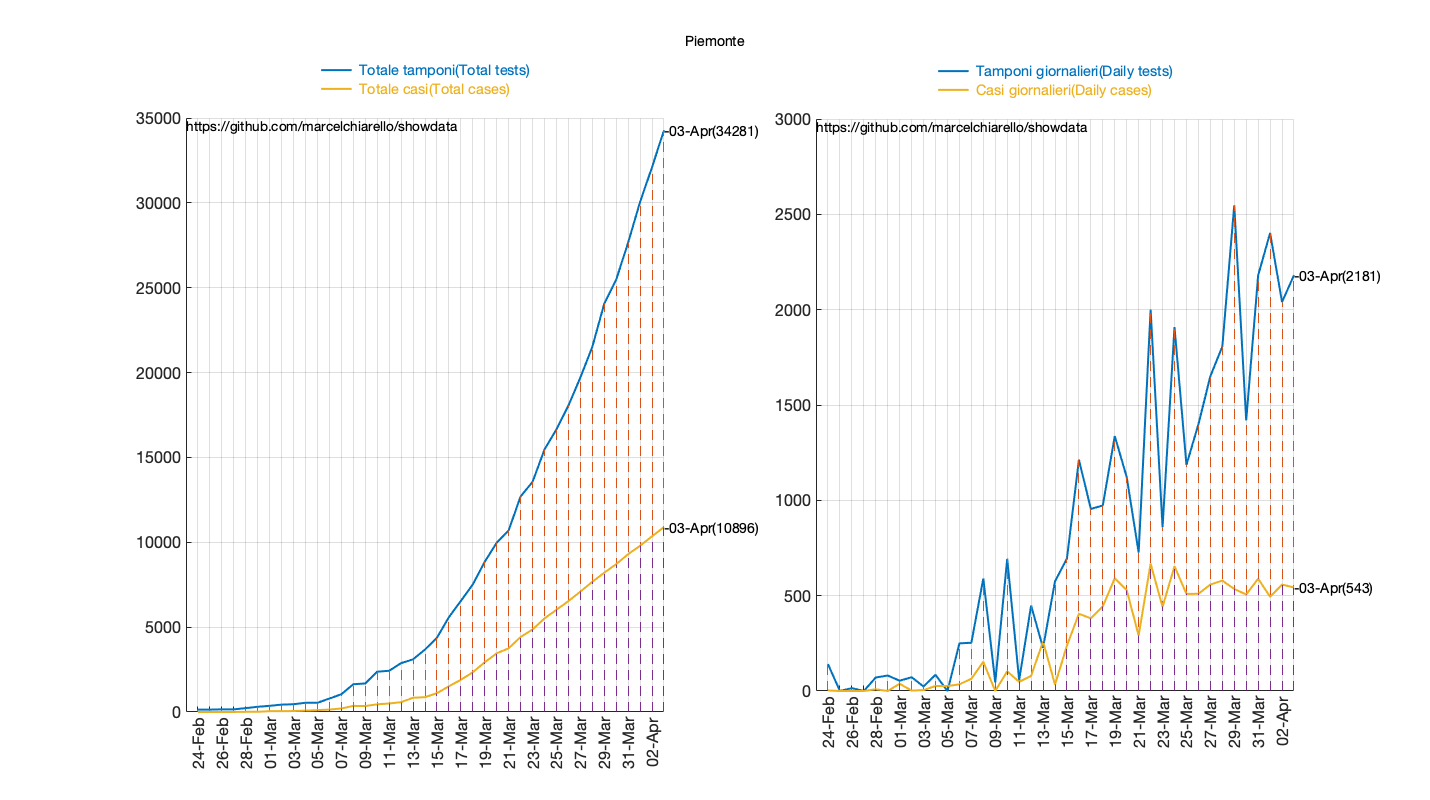 Piemonte
Totale tamponi(Total tests)
Totale casi(Total cases)
35000
30000
25000
20000
15000
10000
5000
0
https://github.com/marcelchiarello/showdata
-03-Apr(34281)
-03-Apr(10896)
24-Feb
26-Feb
28-Feb
01-Mar
03-Mar
05-Mar
07-Mar
09-Mar
11-Mar
13-Mar
15-Mar
17-Mar
19-Mar
21-Mar
23-Mar
25-Mar
27-Mar
29-Mar
31-Mar
02-Apr
Tamponi giornalieri(Daily tests)
Casi giornalieri(Daily cases)
3000
2500
2000
1500
1000
500
0
https://github.com/marcelchiarello/showdata
-03-Apr(2181)
-03-Apr(543)
24-Feb
26-Feb
28-Feb
01-Mar
03-Mar
05-Mar
07-Mar
09-Mar
11-Mar
13-Mar
15-Mar
17-Mar
19-Mar
21-Mar
23-Mar
25-Mar
27-Mar
29-Mar
31-Mar
02-Apr